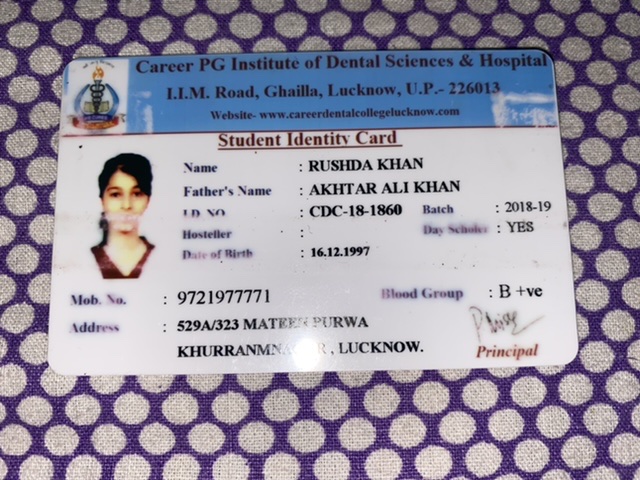 Career PG Institute of Dental Sciences & Hospital
I.I.M. Road, Ghailla, Lucknow, U.P.- 226013
Website- www.careerdentalcollegelucknow.com
Student Identity Card
Name : RUSHDA KHAN
Father's Name : AKHTAR ALI KHAN
I.D. NO : CDC-18-1860 Batch : 2018-19
Hosteller : Day Scholar : YES
Date of Birth : 16.12.1997
Mob. No. : 9721977771 Blood Group : B +ve
Address : 529A/323 MATEEN PURWA
, LUCKNOW.
Principal